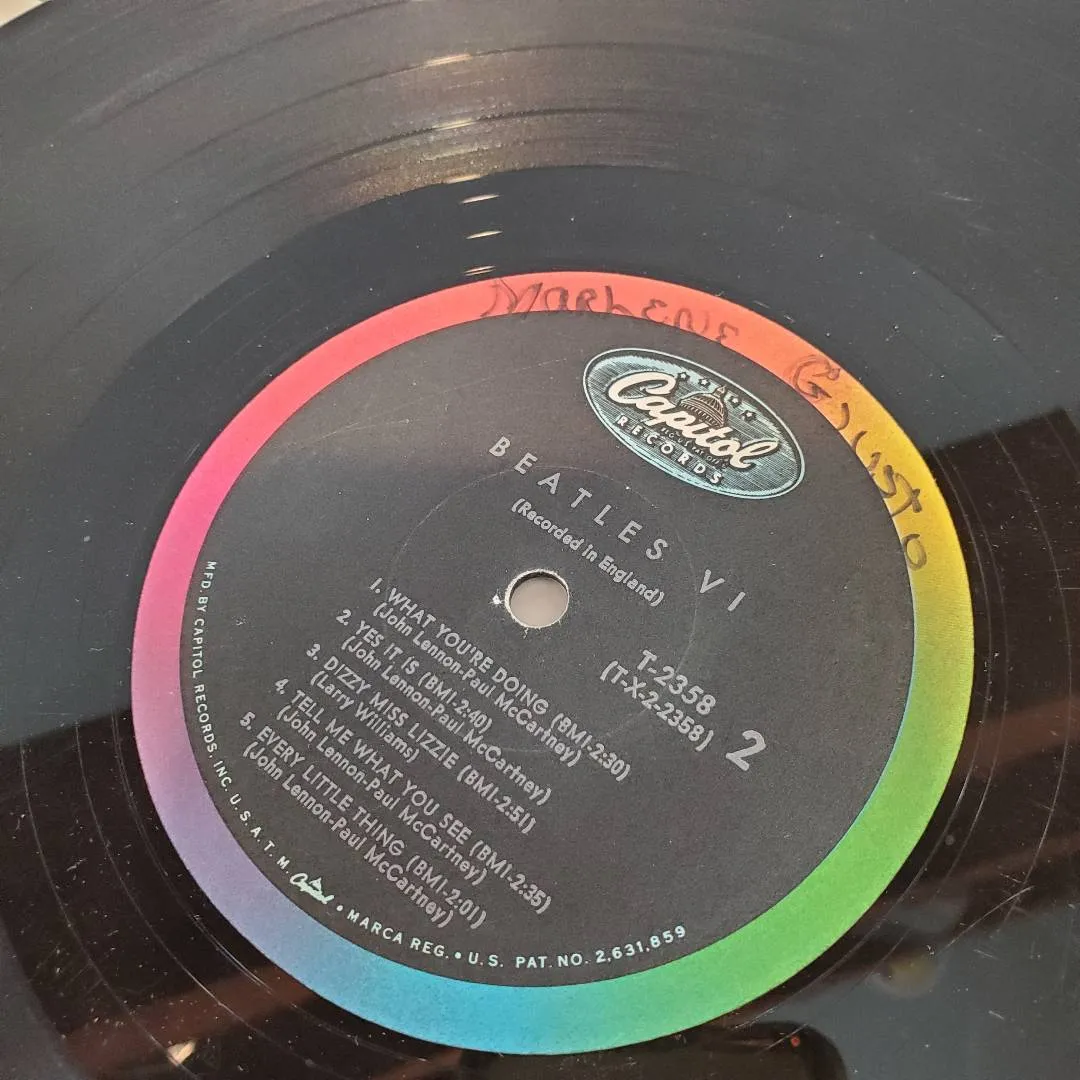 MARLENE Giusto
Capitol
RECORDS
BEATLES VI
(Recorded in England)
T-2358
(T-X-2-2358)
2
1. WHAT YOU'RE DOING (BMI-2:30)
(John Lennon-Paul McCartney)
2. YES IT IS (BMI-2:40)
(John Lennon-Paul McCartney)
3. DIZZY MISS LIZZIE (BMI-2:51)
(Larry Williams)
4. TELL ME WHAT YOU SEE (BMI-2:35)
(John Lennon-Paul McCartney)
5. EVERY LITTLE THING (BMI-2:01)
(John Lennon-Paul McCartney)
MFD. BY CAPITOL RECORDS, INC. U.S.A. T.M. Capitol • MARCA REG. • U.S. PAT. NO. 2,631,859